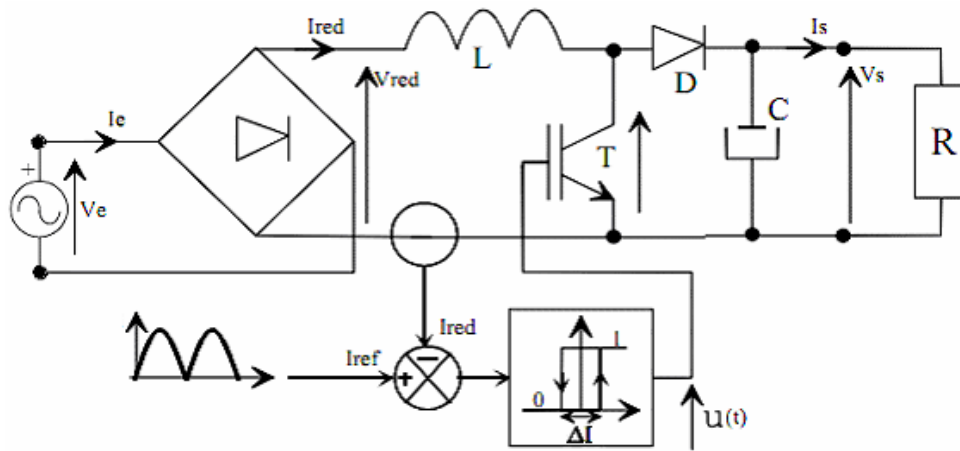 Ired
L
D
Is
Vred
Vs
Ie
C
R
T
+
Ve
Ired
Iref
−
+
1
0
ΔI
u(t)